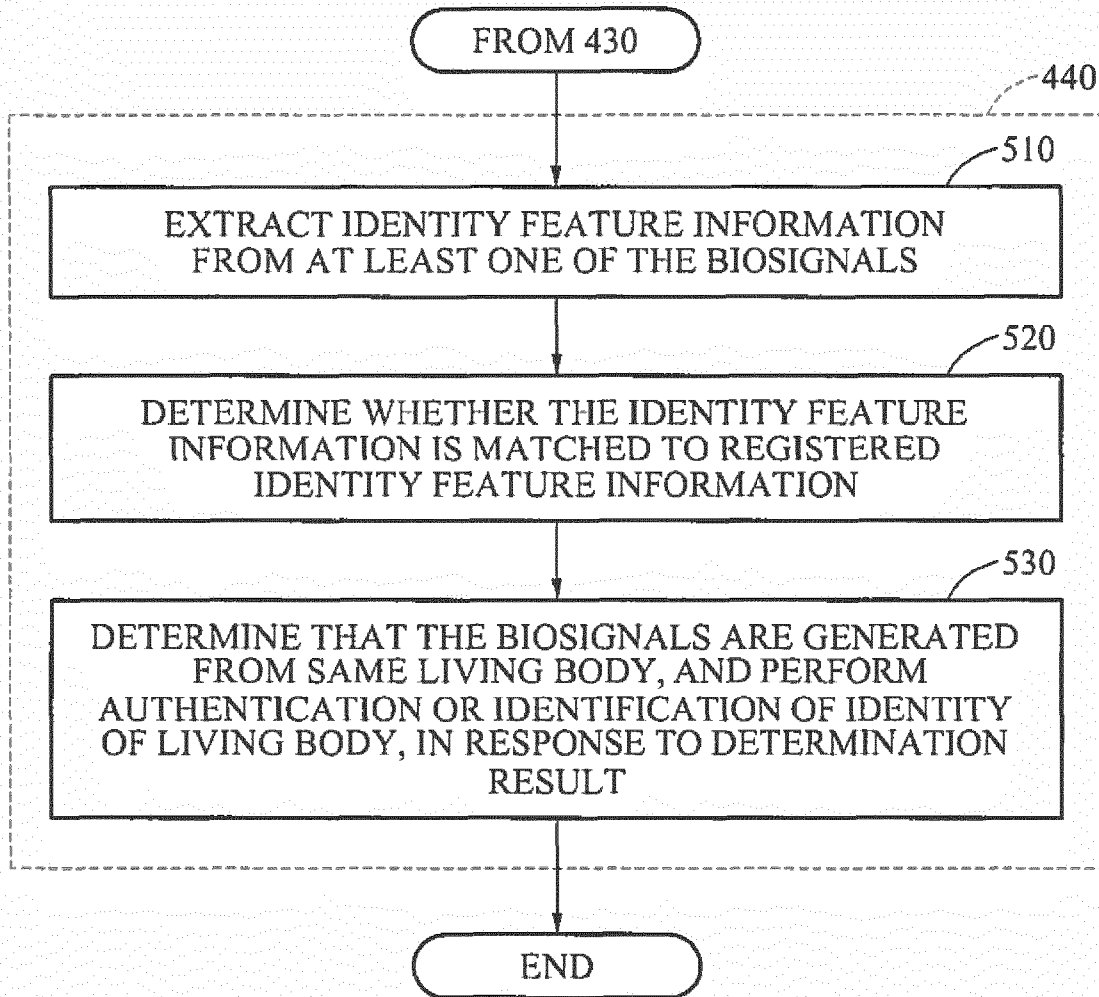 FROM 430
440
510
EXTRACT IDENTITY FEATURE INFORMATION
FROM AT LEAST ONE OF THE BIOSIGNALS
520
DETERMINE WHETHER THE IDENTITY FEATURE
INFORMATION IS MATCHED TO REGISTERED
IDENTITY FEATURE INFORMATION
530
DETERMINE THAT THE BIOSIGNALS ARE GENERATED
FROM SAME LIVING BODY, AND PERFORM
AUTHENTICATION OR IDENTIFICATION OF IDENTITY
OF LIVING BODY, IN RESPONSE TO DETERMINATION
RESULT
END